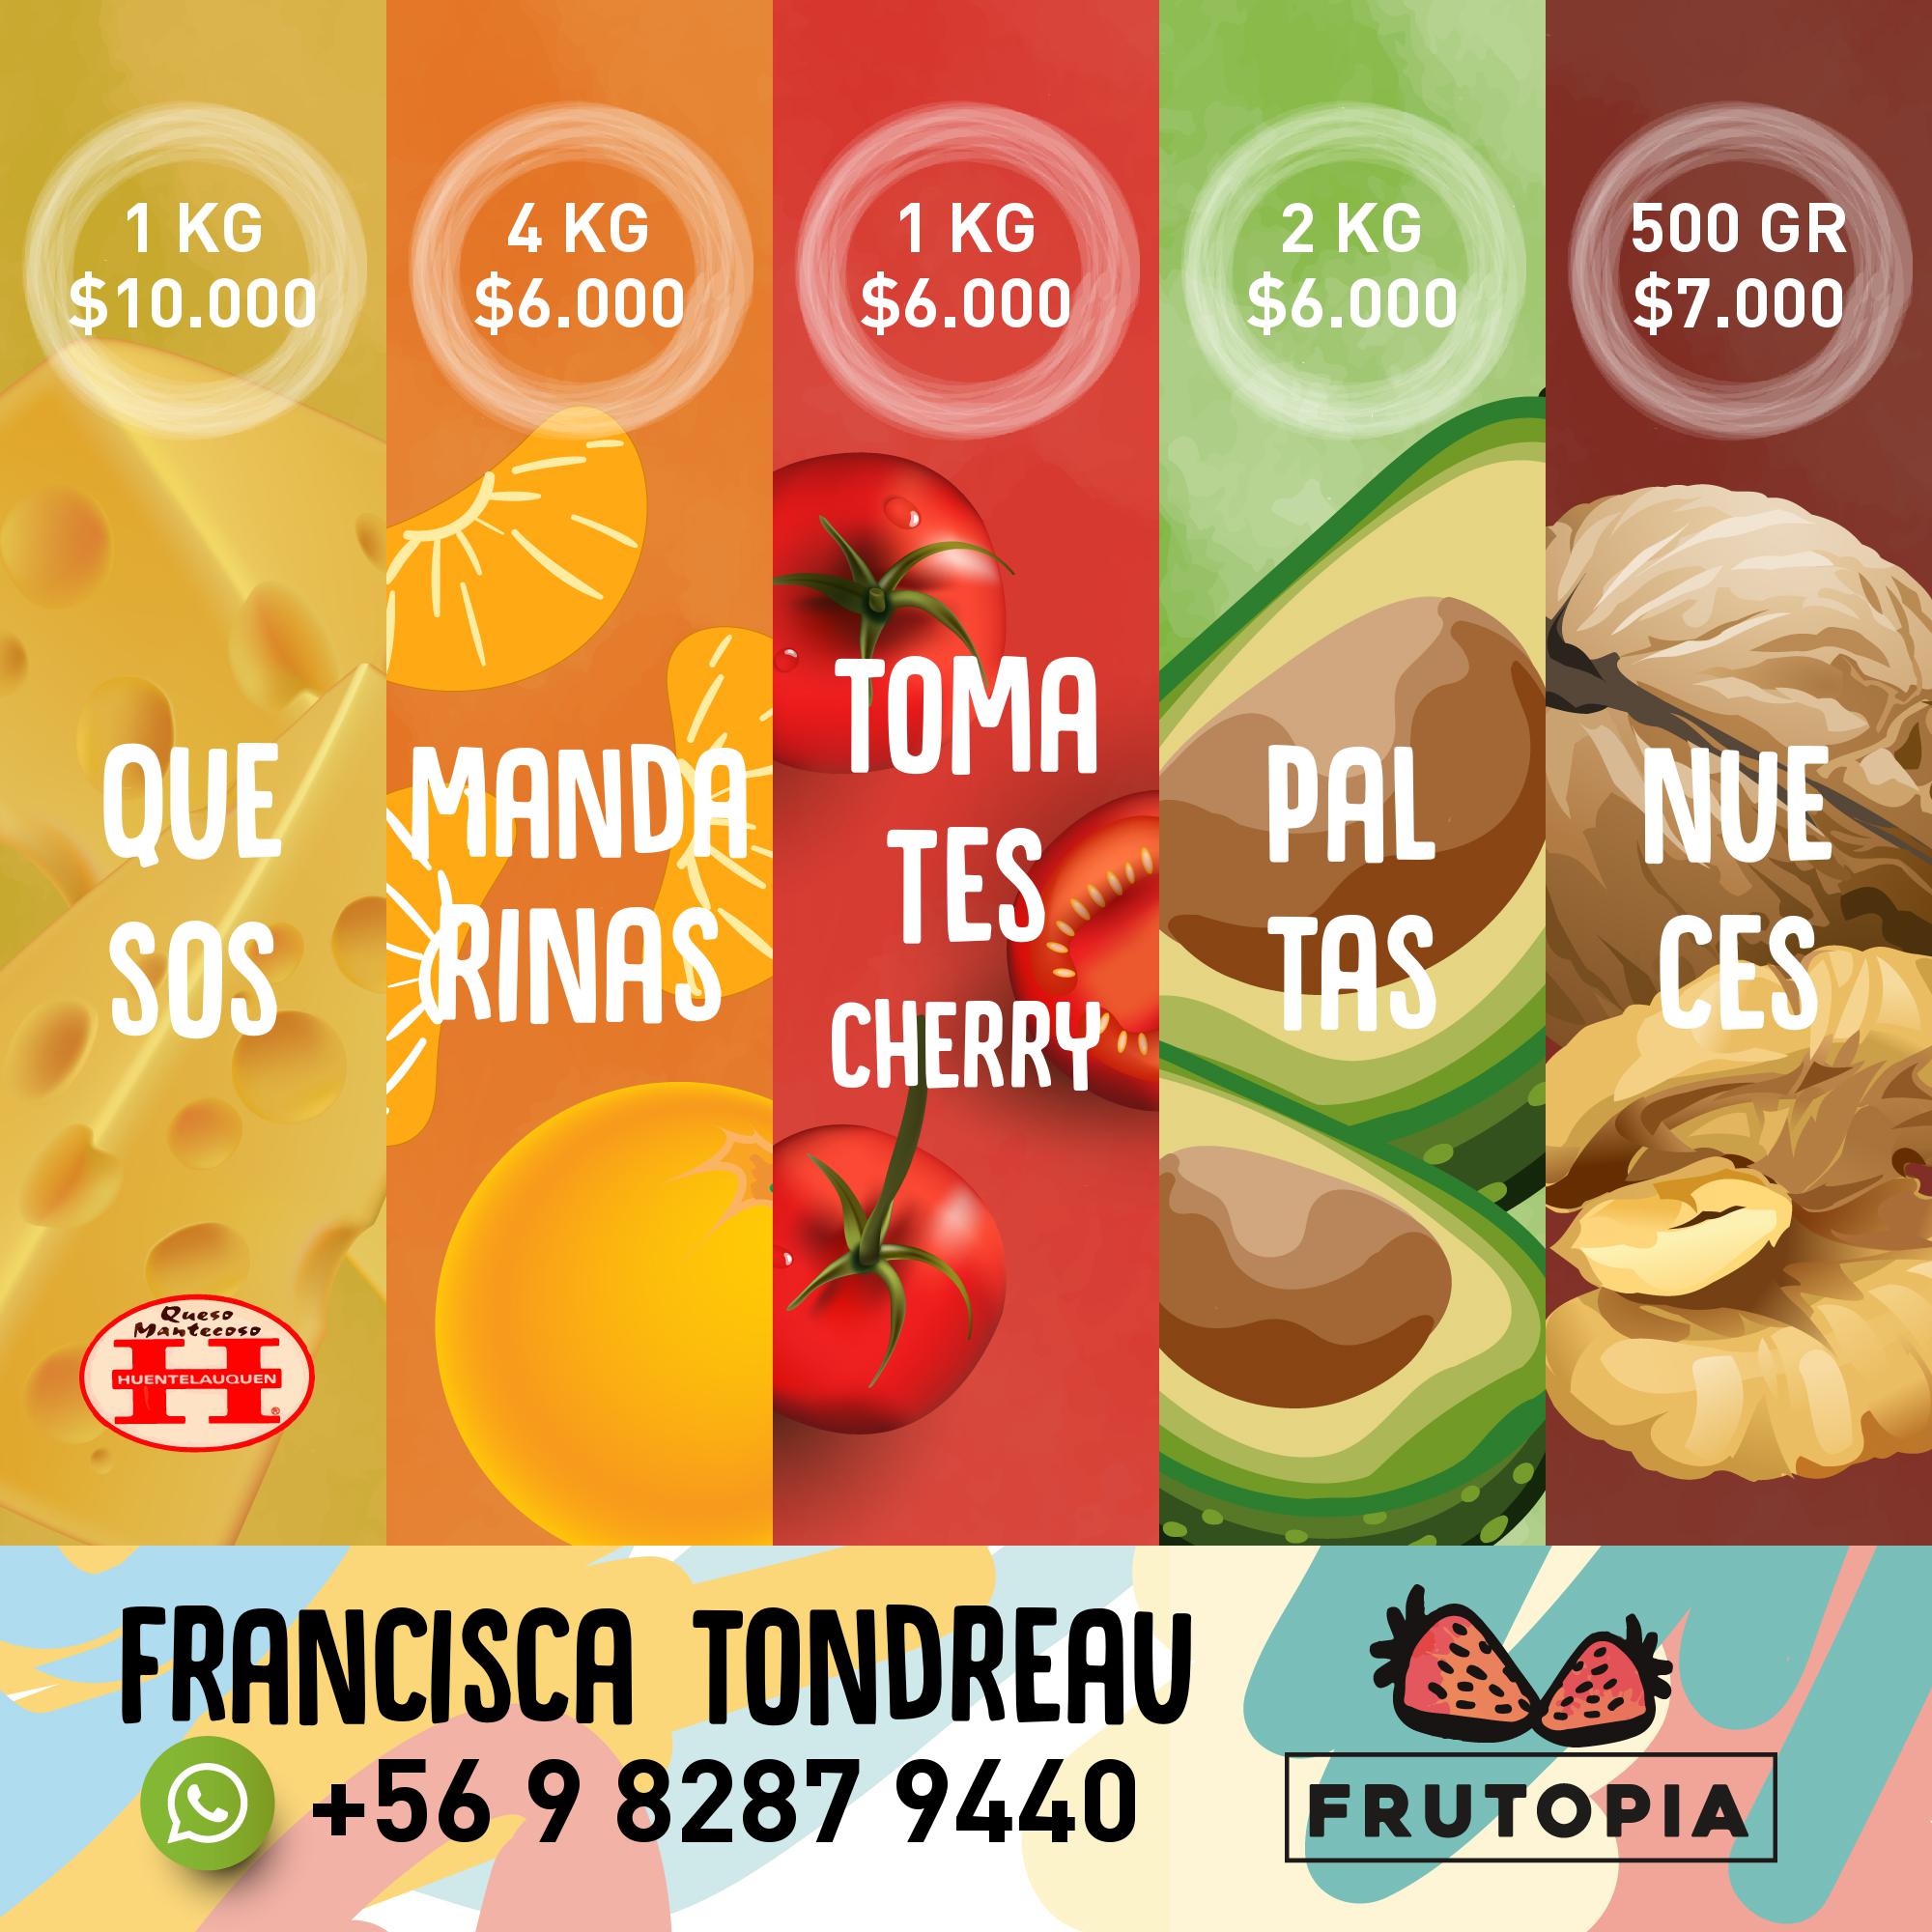 1 KG
$10.000
QUE
SOS
Queso
Mantecoso
H
HUENTELAUQUEN
®
4 KG
$6.000
MANDA
RINAS
1 KG
$6.000
TOMA
TES
CHERRY
2 KG
$6.000
PAL
TAS
500 GR
$7.000
NUE
CES
FRANCISCA TONDREAU
+56 9 8287 9440
FRUTOPIA